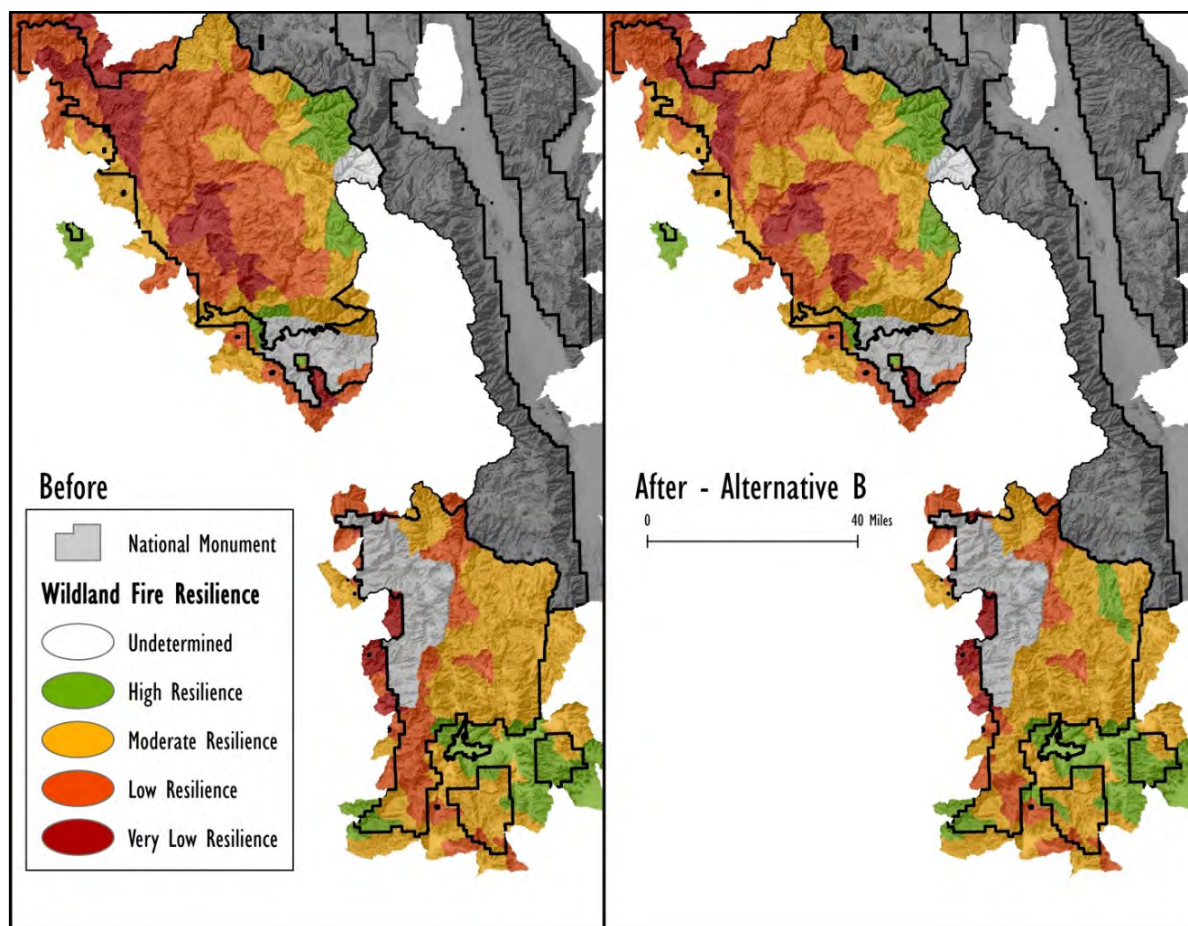 Before
National Monument
Wildland Fire Resilience
Undetermined
High Resilience
Moderate Resilience
Low Resilience
Very Low Resilience
After - Alternative B
0 40 Miles